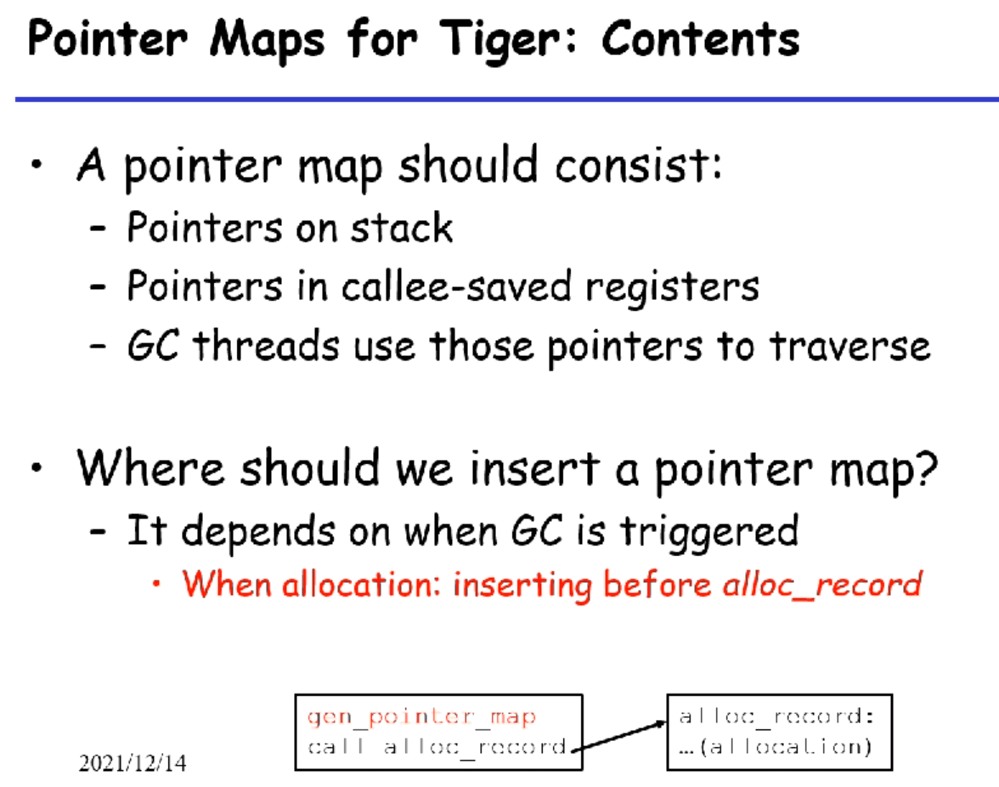 Pointer Maps for Tiger: Contents
• A pointer map should consist:
– Pointers on stack
– Pointers in callee-saved registers
– GC threads use those pointers to traverse
• Where should we insert a pointer map?
– It depends on when GC is triggered
• When allocation: inserting before alloc_record
gen_pointer_map
call alloc_record
alloc_record:
…(allocation)
2021/12/14